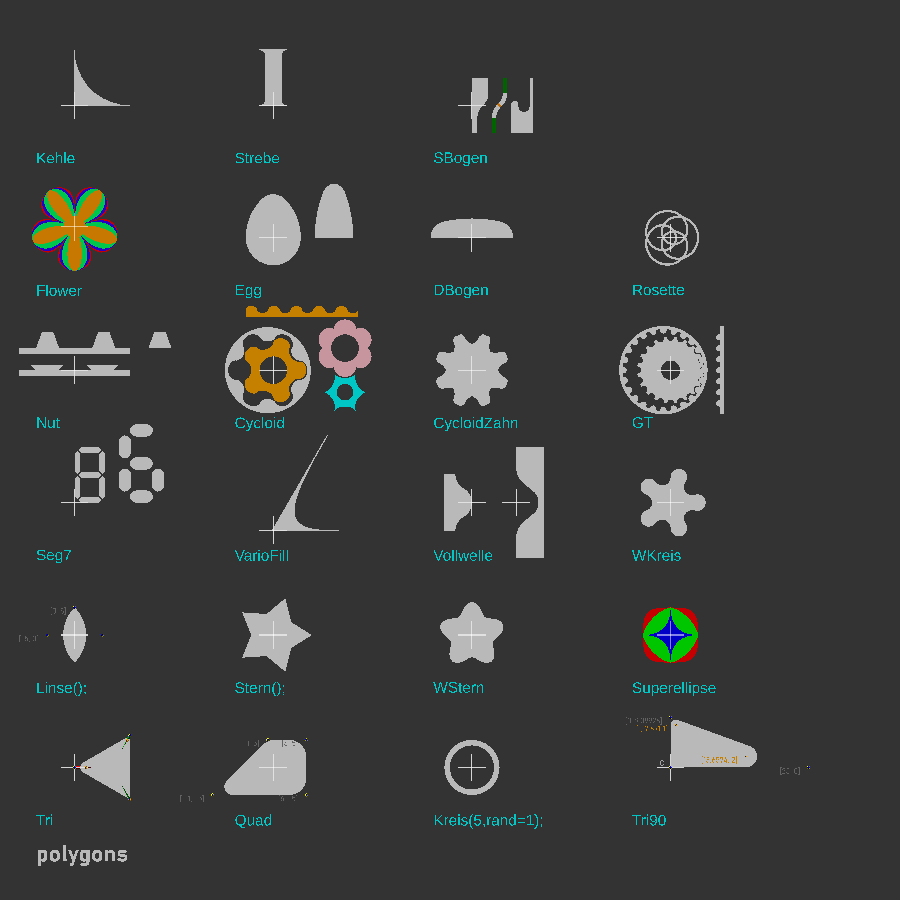 Kehle Strebe SBogen
Flower Egg DBogen Rosette
Nut Cycloid CycloidZahn GT
Seg7 VarioFill Vollwelle WKreis
Linse(); Stern(); WStern Superellipse
Tri Quad Kreis(5,rand=1); Tri90
polygons